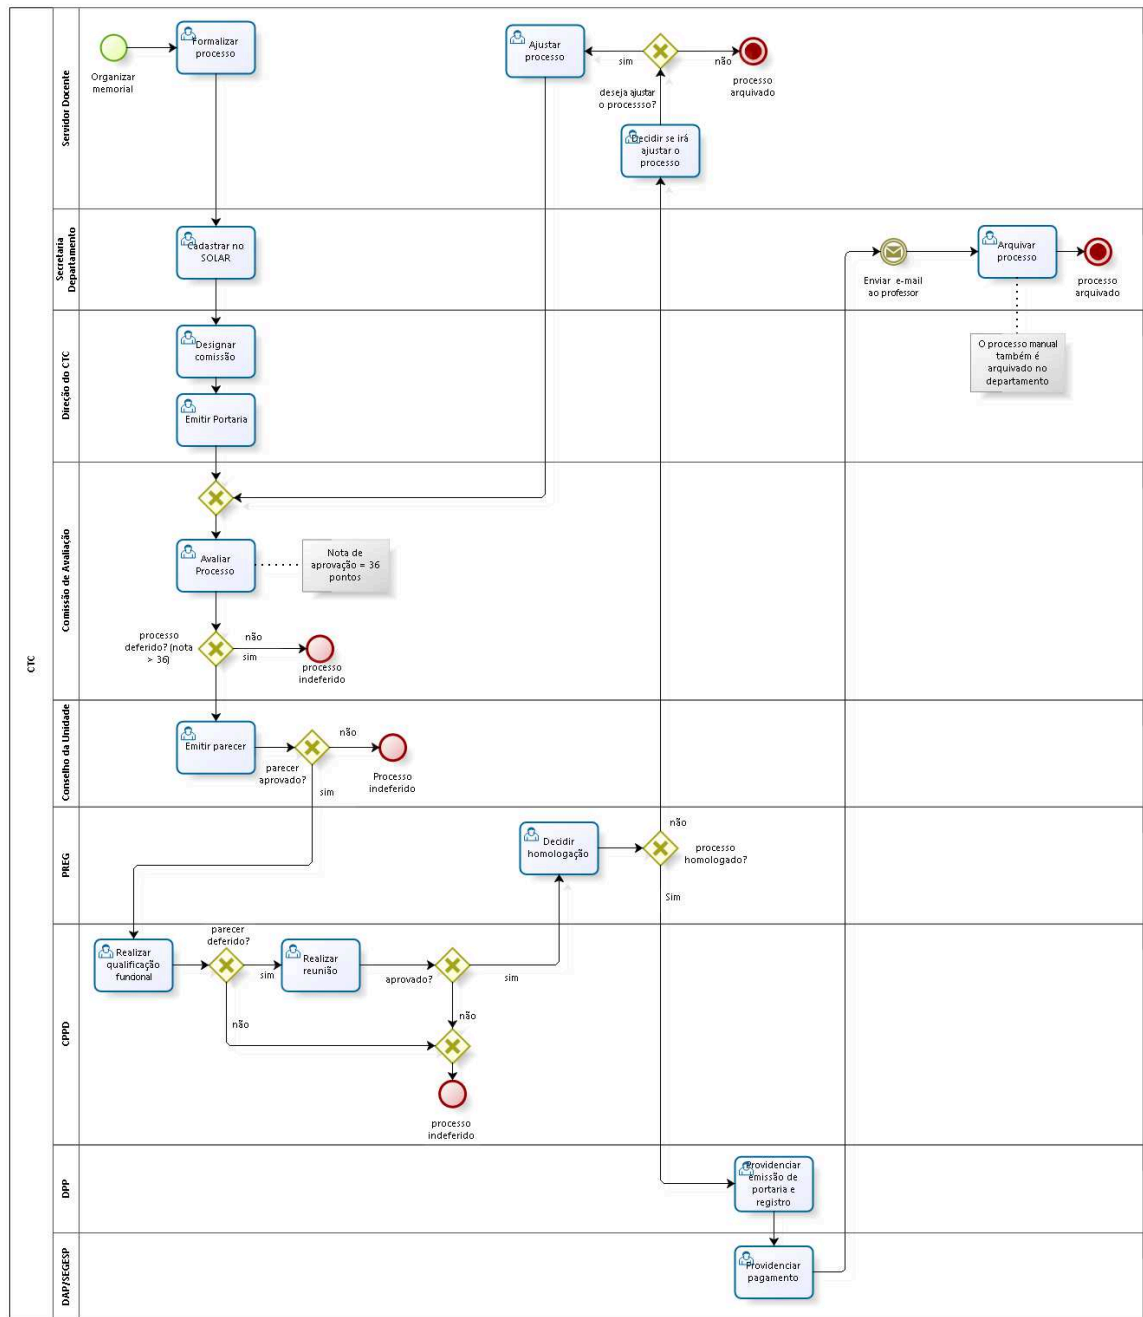 CTC
Servidor Docente
Organizar
memorial
Formalizar
processo
Ajustar
processo
sim
não
processo
arquivado
deseja ajustar
o processso?
Decidir se irá
ajustar o
processo
Secretaria
Departamento
Cadastrar no
SOLAR
Enviar e-mail
ao professor
Arquivar
processo
processo
arquivado
Direção do CTC
Designar
comissão
Emitir Portaria
O processo manual
também é
arquivado no
departamento
Comissão de Avaliação
Avaliar
Processo
Nota de
aprovação = 36
pontos
processo
deferido? (nota
> 36)
não
sim
processo
indeferido
Conselho da Unidade
Emitir parecer
parecer
aprovado?
não
sim
Processo
indeferido
PREG
Decidir
homologação
não
processo
homologado?
Sim
CPPD
Realizar
qualificação
funcional
parecer
deferido?
sim
não
Realizar
reunião
aprovado?
sim
não
processo
indeferido
DPP
Providenciar
emissão de
portaria e
registro
DAP/SEGESP
Providenciar
pagamento